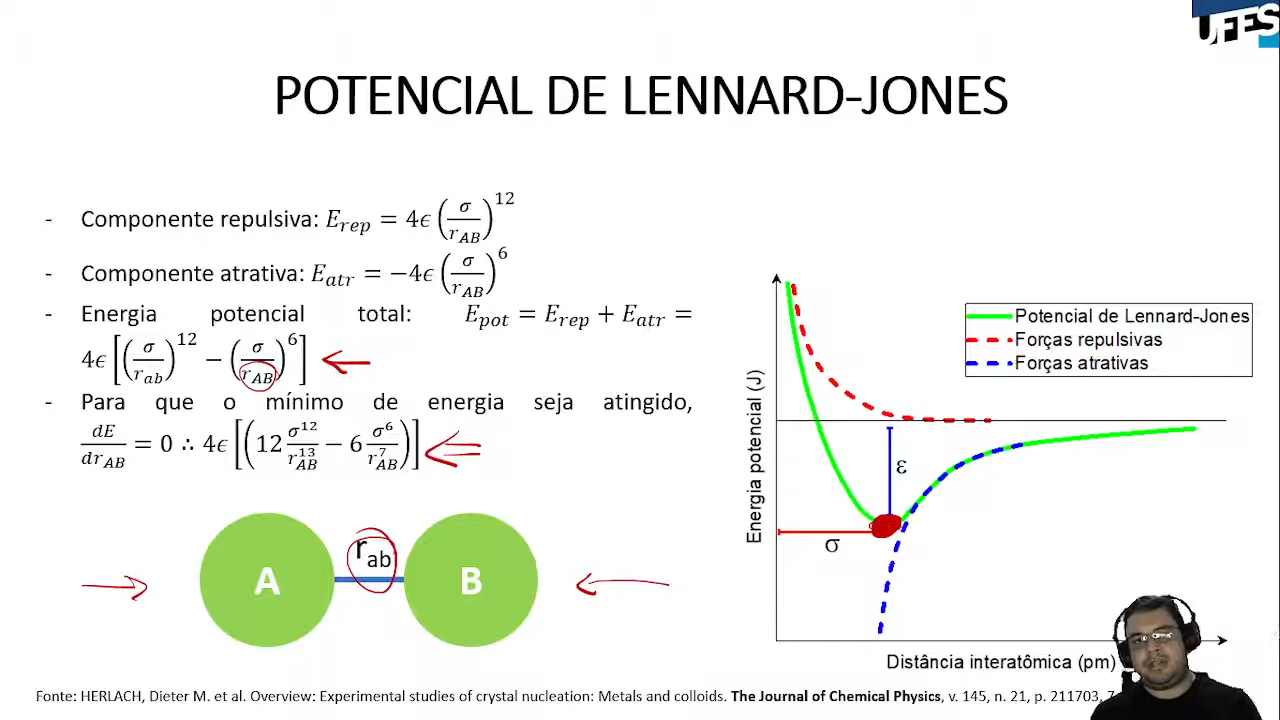 UFES
POTENCIAL DE LENNARD-JONES
- Componente repulsiva: E_rep = 4ϵ (σ/r_AB)^12
- Componente atrativa: E_atr = −4ϵ (σ/r_AB)^6
- Energia potencial total: E_pot = E_rep + E_atr =
4ϵ [(σ/r_ab)^12 − (σ/r_AB)^6]
- Para que o mínimo de energia seja atingido,
dE/dr_AB = 0 ∴ 4ϵ [(12 σ^12/r_AB^13 − 6 σ^6/r_AB^7)]
A
r_ab
B
Potencial de Lennard-Jones
Forças repulsivas
Forças atrativas
Energia potencial (J)
ε
σ
Distância interatômica (pm)
Fonte: HERLACH, Dieter M. et al. Overview: Experimental studies of crystal nucleation: Metals and colloids. The Journal of Chemical Physics, v. 145, n. 21, p. 211703, 7